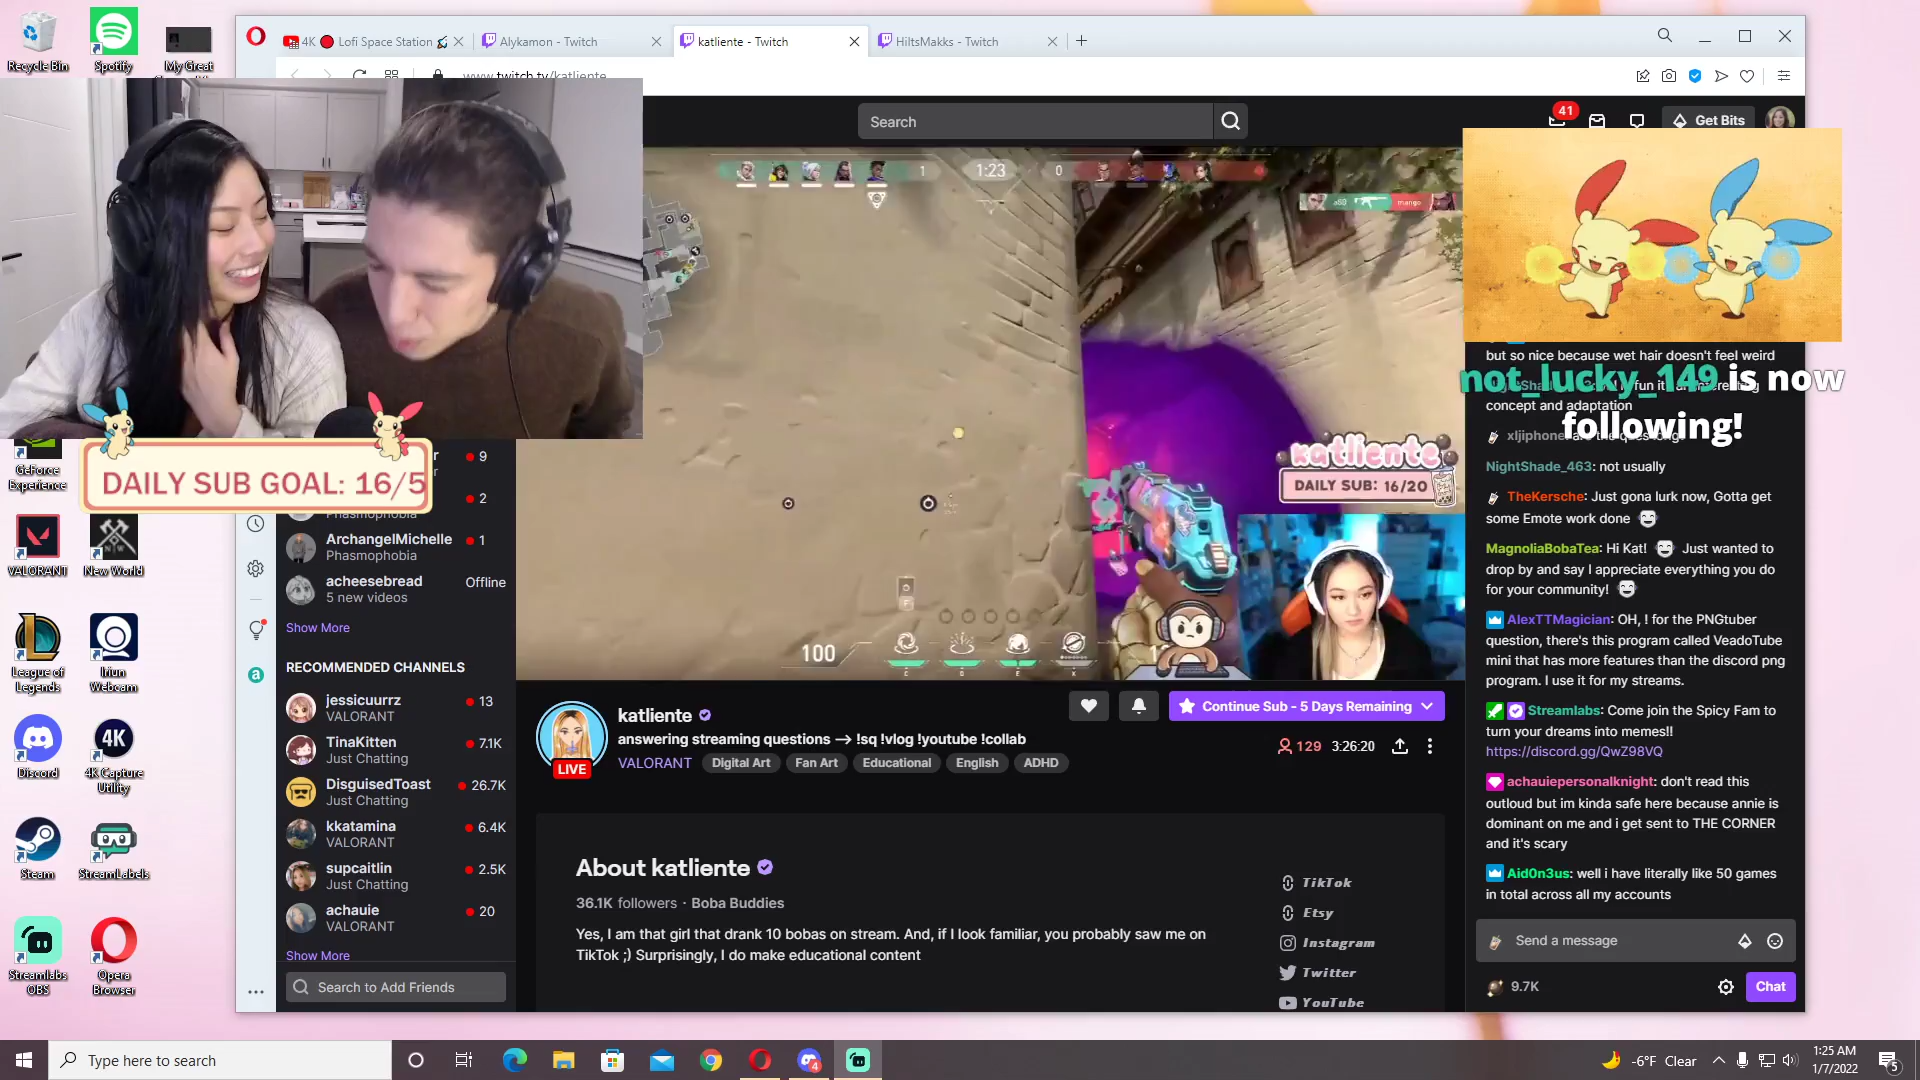 Recycle Bin
Spotify
My Great
4K
Lofi Space Station
Alykamon - Twitch
katliente - Twitch
HiltsMakks - Twitch
www.twitch.tv/katliente
Search
41
Get Bits
1
1:23
0
mango
katliente
DAILY SUB: 16/20
100
DAILY SUB GOAL: 16/5
GeForce
Experience
VALORANT
New World
League of
Legends
Iriun
Webcam
Discord
4K
4K Capture
Utility
Steam
StreamLabels
Streamlabs
OBS
Opera
Browser
9
2
Phasmophobia
ArchangelMichelle
1
Phasmophobia
acheesebread
Offline
5 new videos
Show More
RECOMMENDED CHANNELS
jessicuurrz
13
VALORANT
TinaKitten
7.1K
Just Chatting
DisguisedToast
26.7K
Just Chatting
kkatamina
6.4K
VALORANT
supcaitlin
2.5K
Just Chatting
achauie
20
VALORANT
Show More
Search to Add Friends
LIVE
katliente
answering streaming questions --> !sq !vlog !youtube !collab
VALORANT
Digital Art
Fan Art
Educational
English
ADHD
Continue Sub - 5 Days Remaining
129
3:26:20
About katliente
36.1K followers · Boba Buddies
Yes, I am that girl that drank 10 bobas on stream. And, if I look familiar, you probably saw me on
TikTok ;) Surprisingly, I do make educational content
TikTok
Etsy
Instagram
Twitter
YouTube
but so nice because wet hair doesn't feel weird
not_lucky_149 is now
following!
concept and adaptation
xljiphone
NightShade_463: not usually
TheKersche: Just gona lurk now, Gotta get
some Emote work done
MagnoliaBobaTea: Hi Kat! Just wanted to
drop by and say I appreciate everything you do
for your community!
AlexTTMagician: OH, ! for the PNGtuber
question, there's this program called VeadoTube
mini that has more features than the discord png
program. I use it for my streams.
Streamlabs: Come join the Spicy Fam to
turn your dreams into memes!!
https://discord.gg/QwZ98VQ
achauiepersonalknight: don't read this
outloud but im kinda safe here because annie is
dominant on me and i get sent to THE CORNER
and it's scary
Aid0n3us: well i have literally like 50 games
in total across all my accounts
Send a message
9.7K
Chat
Type here to search
4
-6°F Clear
1:25 AM
1/7/2022
5